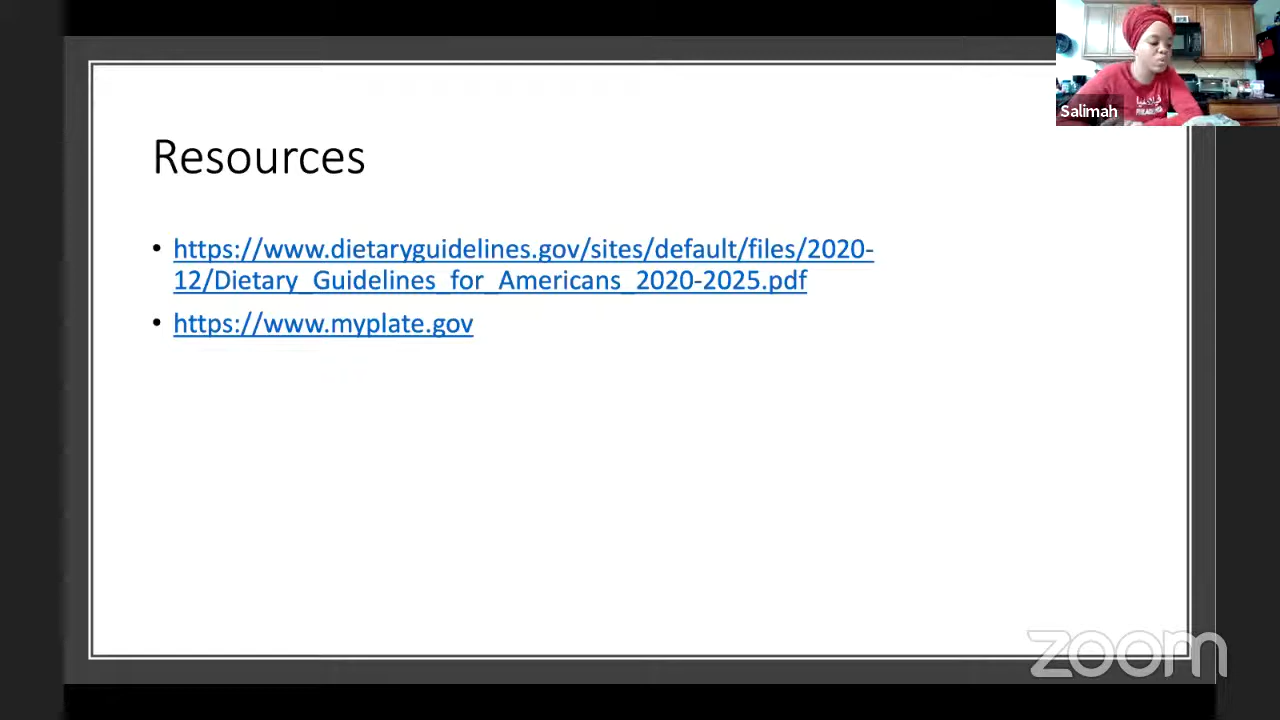 Salimah
Resources
• https://www.dietaryguidelines.gov/sites/default/files/2020-
12/Dietary_Guidelines_for_Americans_2020-2025.pdf
• https://www.myplate.gov
zoom